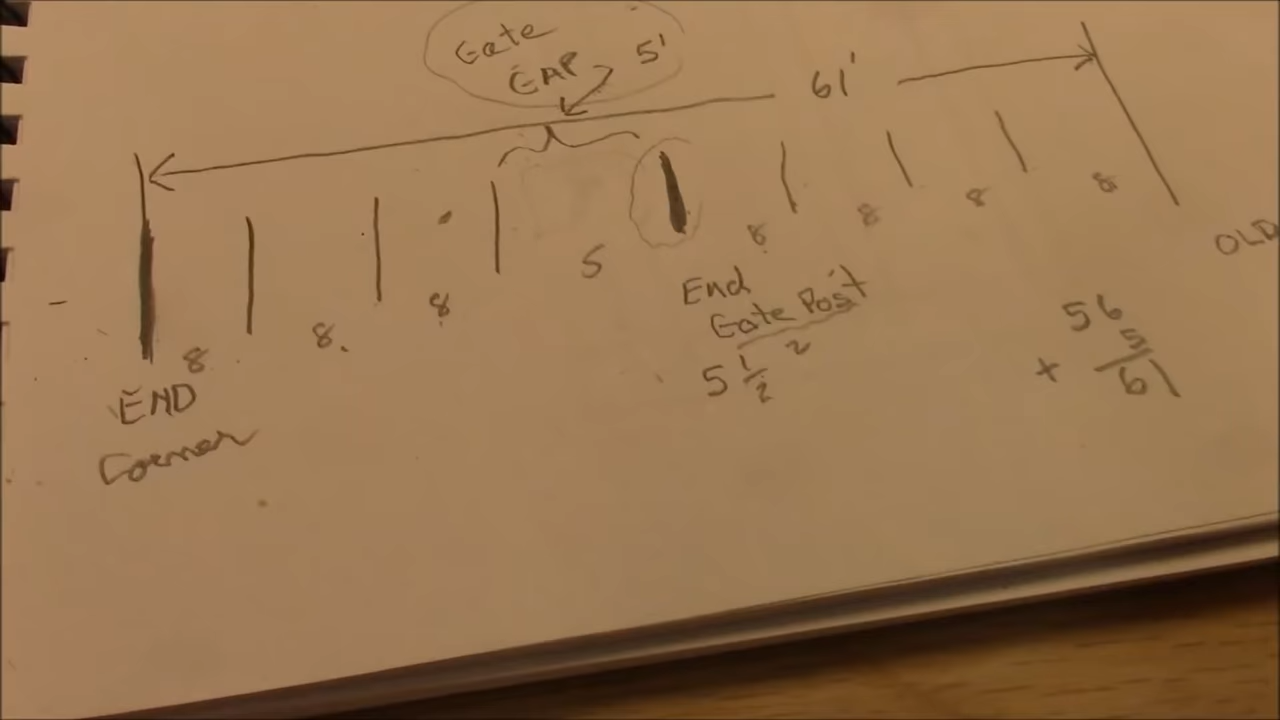 Gate
GAP 5'
61'
8 8. 8 5 8 8 8 8
END
Corner
End
Gate Post
5 1/2 2
OLD
56
5
+ 61